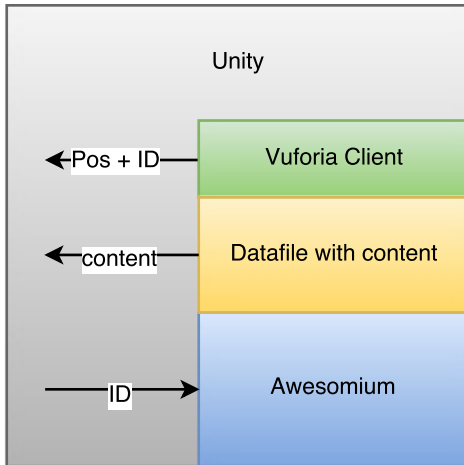 Unity
Pos + ID
Vuforia Client
content
Datafile with content
ID
Awesomium